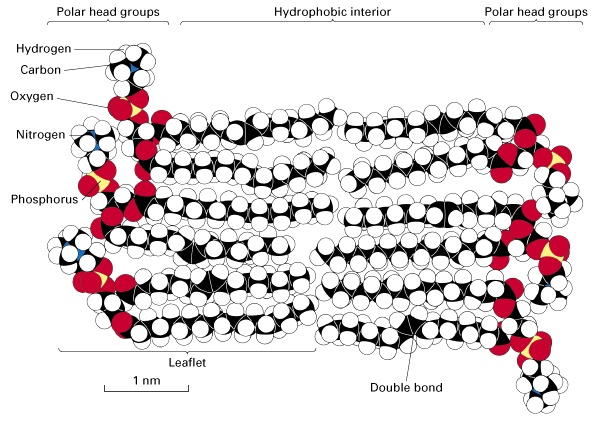 Polar head groups
Hydrophobic interior
Polar head groups
Hydrogen
Carbon
Oxygen
Nitrogen
Phosphorus
Leaflet
1 nm
Double bond